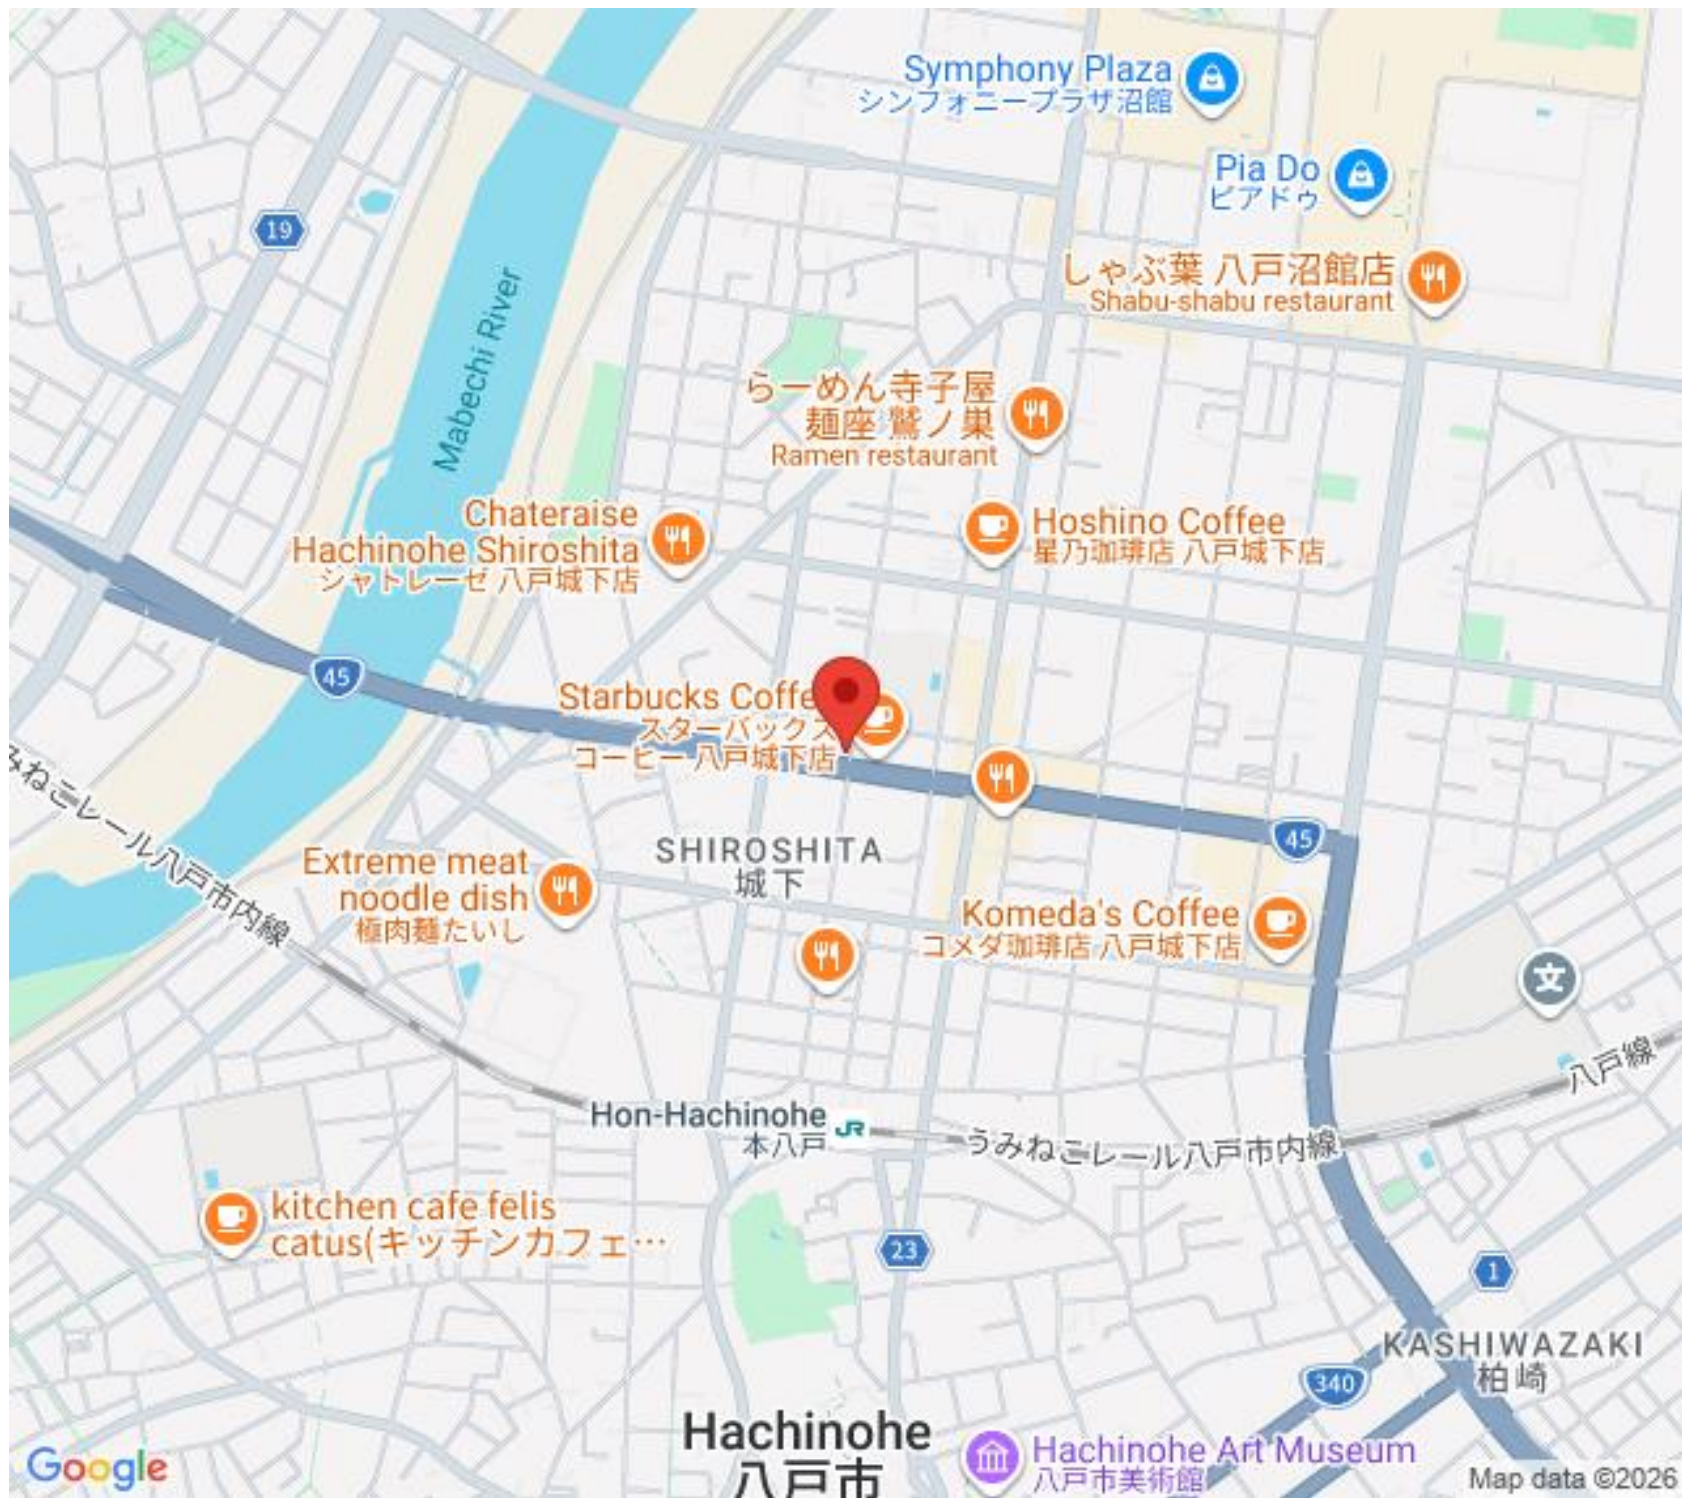 Symphony Plaza
シンフォニープラザ沼館
Pia Do
ピアドゥ
19
しゃぶ葉 八戸沼館店
Shabu-shabu restaurant
Mabechi River
らーめん寺子屋
麺座 鷲ノ巣
Ramen restaurant
Chateraise
Hachinohe Shiroshita
シャトレーゼ 八戸城下店
Hoshino Coffee
星乃珈琲店 八戸城下店
45
Starbucks Coffe
スターバックス
コーヒー 八戸城下店
45
みねこレール八戸市内線
SHIROSHITA
城下
Extreme meat
noodle dish
極肉麺たいし
Komeda's Coffee
コメダ珈琲店 八戸城下店
文
八戸線
Hon-Hachinohe
本八戸
JR
うみねこレール八戸市内線
kitchen cafe felis
catus(キッチンカフェ…
23
1
KASHIWAZAKI
柏崎
340
Hachinohe
八戸市
Hachinohe Art Museum
八戸市美術館
Google
Map data ©2026